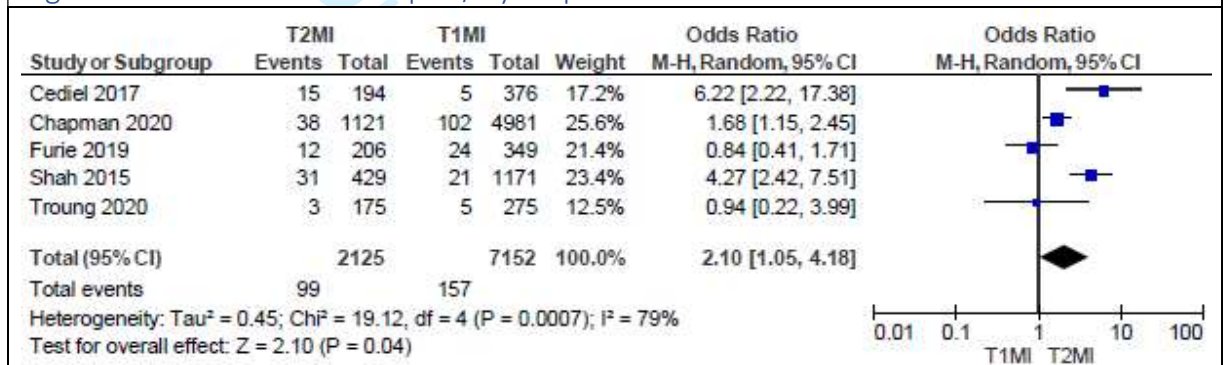 T2MI T1MI Odds Ratio Odds Ratio
Study or Subgroup Events Total Events Total Weight M-H, Random, 95% CI M-H, Random, 95% CI
Cediel 2017 15 194 5 376 17.2% 6.22 [2.22, 17.38]
Chapman 2020 38 1121 102 4981 25.6% 1.68 [1.15, 2.45]
Furie 2019 12 206 24 349 21.4% 0.84 [0.41, 1.71]
Shah 2015 31 429 21 1171 23.4% 4.27 [2.42, 7.51]
Troung 2020 3 175 5 275 12.5% 0.94 [0.22, 3.99]
Total (95% CI) 2125 7152 100.0% 2.10 [1.05, 4.18]
Total events 99 157
Heterogeneity: Tau² = 0.45; Chi² = 19.12, df = 4 (P = 0.0007); I² = 79%
Test for overall effect: Z = 2.10 (P = 0.04)
0.01 0.1 1 10 100
T1MI T2MI